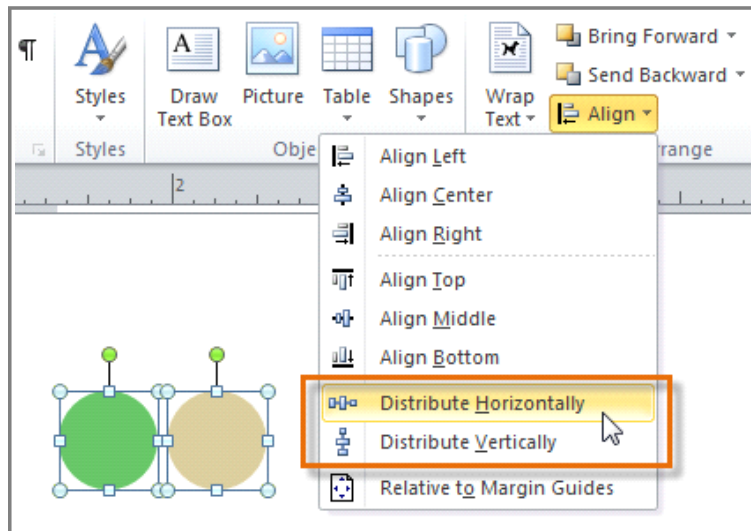 ¶
Bring Forward
Send Backward
Styles
Draw
Text Box
Picture
Table
Shapes
Wrap
Text
Align
Styles
Obje
range
2
Align Left
Align Center
Align Right
Align Top
Align Middle
Align Bottom
Distribute Horizontally
Distribute Vertically
Relative to Margin Guides